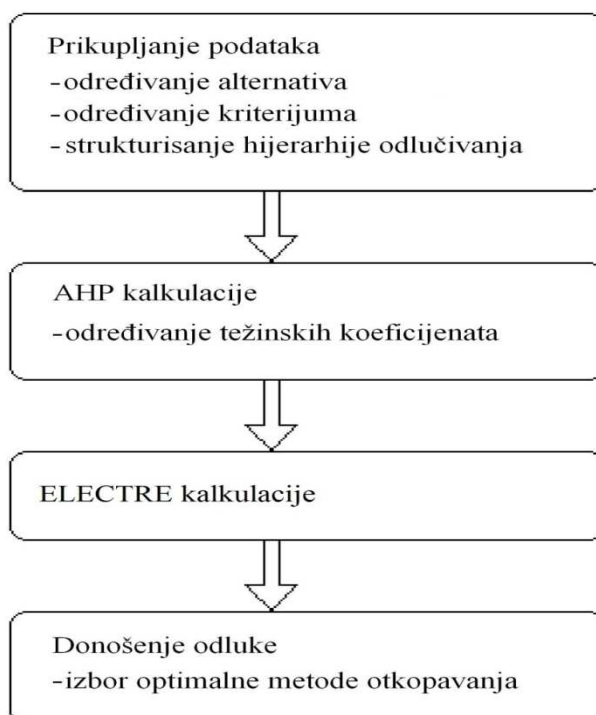 Prikupljanje podataka
-određivanje alternativa
-određivanje kriterijuma
-strukturisanje hijerarhije odlučivanja
AHP kalkulacije
-određivanje težinskih koeficijenata
ELECTRE kalkulacije
Donošenje odluke
-izbor optimalne metode otkopavanja